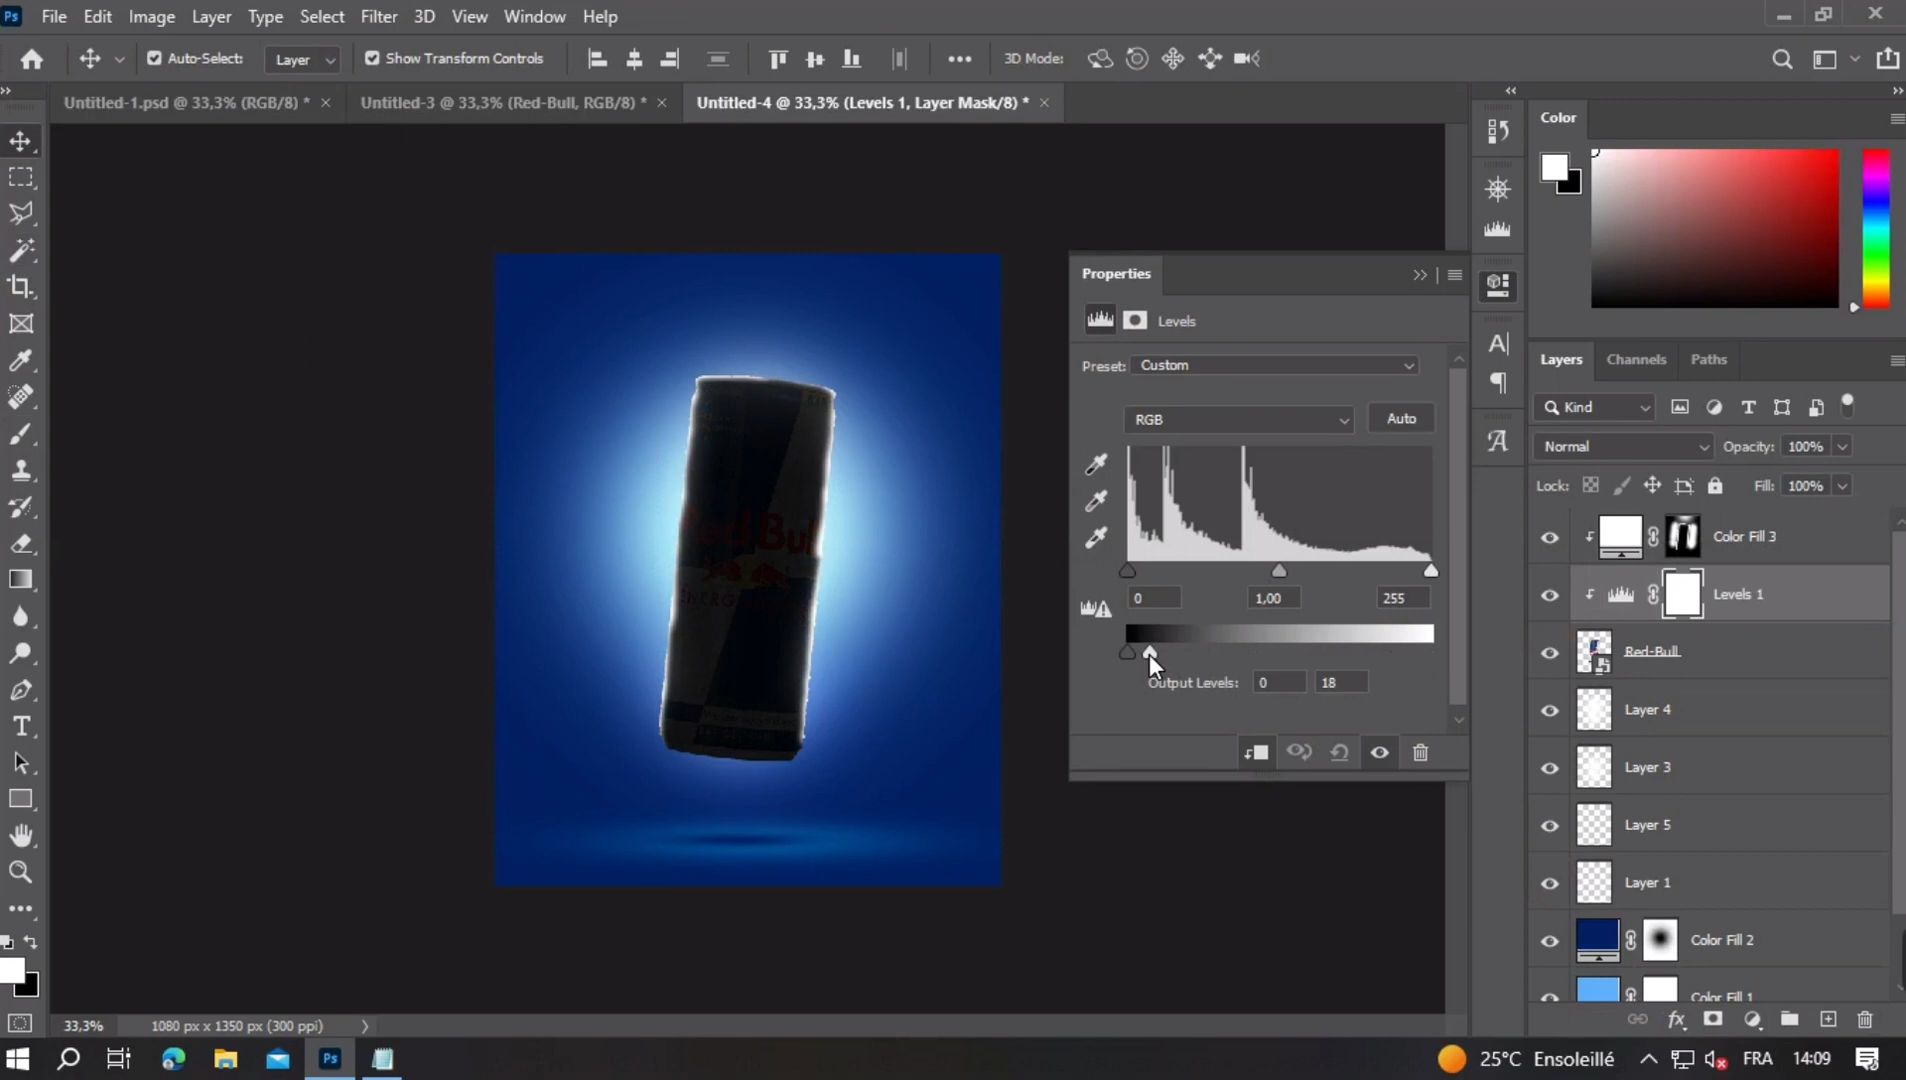 Ps File Edit Image Layer Type Select Filter 3D View Window Help
Auto-Select: Layer Show Transform Controls ••• 3D Mode:
Untitled-1.psd @ 33,3% (RGB/8) * × Untitled-3 @ 33,3% (Red-Bull, RGB/8) * × Untitled-4 @ 33,3% (Levels 1, Layer Mask/8) * ×
Color
Properties
Levels
Preset: Custom
RGB Auto
0 1,00 255
Output Levels: 0 18
Red Bull
ENERG
Layers Channels Paths
Kind
Normal Opacity: 100%
Lock: Fill: 100%
Color Fill 3
Levels 1
Red-Bull
Layer 4
Layer 3
Layer 5
Layer 1
Color Fill 2
Color Fill 1
33,3% 1080 px x 1350 px (300 ppi)
Ps 25°C Ensoleillé FRA 14:09